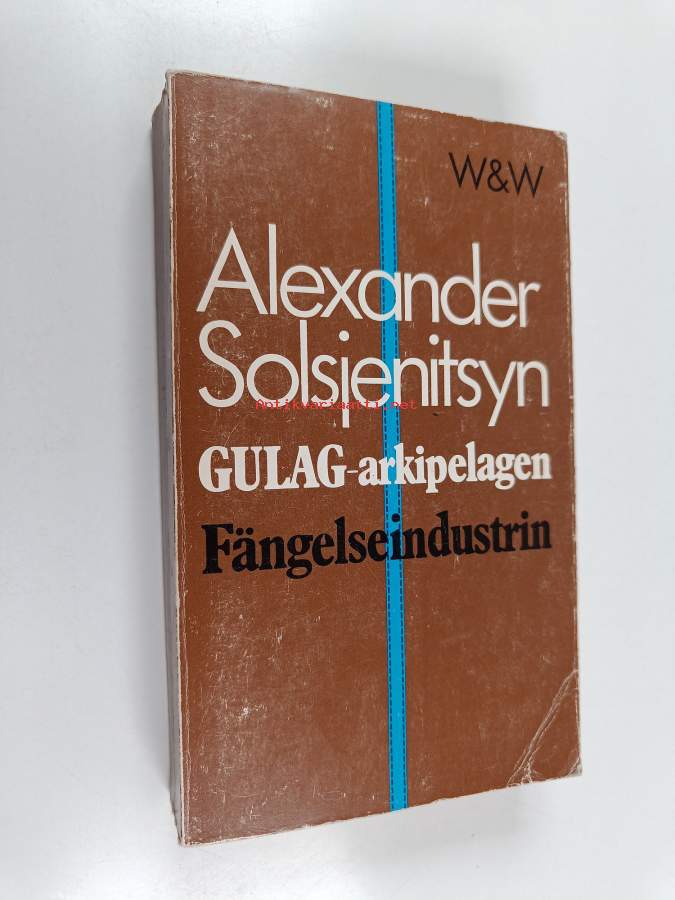 W&W
Alexander
Solsjenitsyn
Antikvariaatti.net
GULAG-arkipelagen
Fängelseindustrin